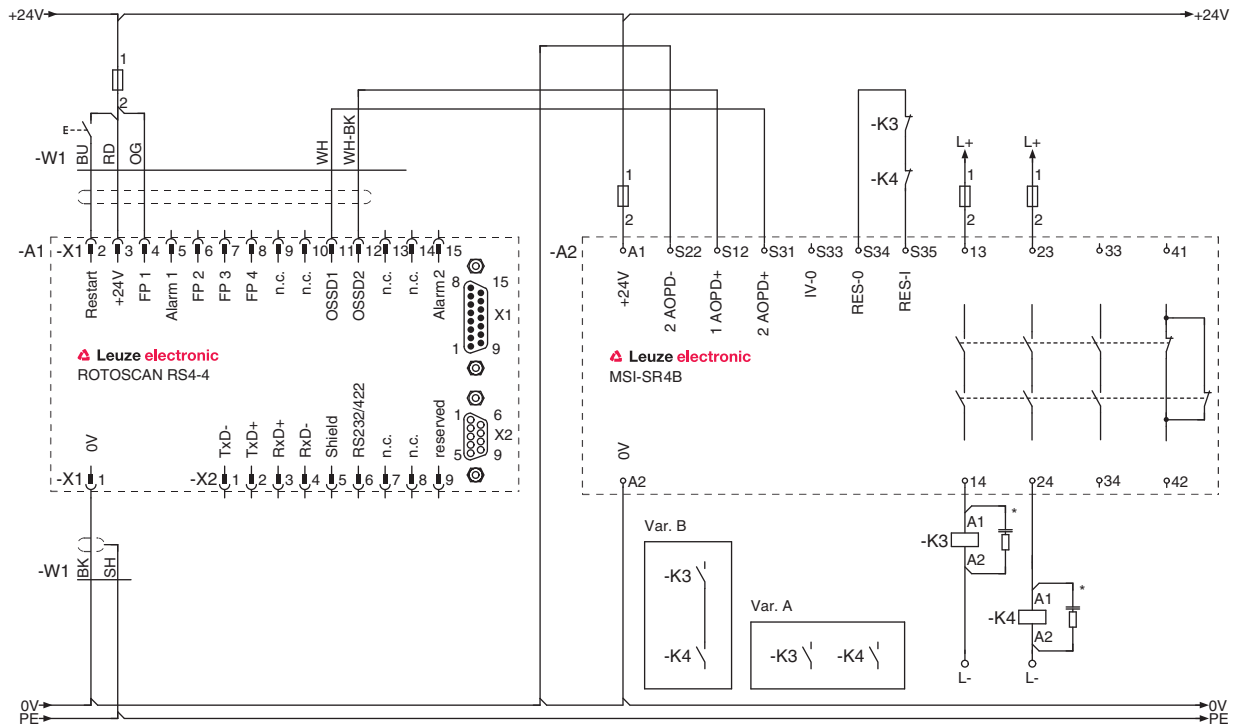 +24V +24V
1
2
1
2
-W1 BU RD OG WH WH-BK
-K3
-K4
L+ L+
1 1
2 2
-A1 -X1 2 3 4 5 6 7 8 9 10 11 12 13 14 15
Restart
+24V
FP 1
Alarm 1
FP 2
FP 3
FP 4
n.c.
n.c.
OSSD1
OSSD2
n.c.
n.c.
Alarm 2
8 15
X1
1 9
Leuze electronic
ROTOSCAN RS4-4
1 6
X2
5 9
0V
TxD-
TxD+
RxD+
RxD-
Shield
RS232/422
n.c.
n.c.
reserved
-X1 1 -X2 1 2 3 4 5 6 7 8 9
-W1 BK SH
-A2 A1 S22 S12 S31 S33 S34 S35 13 23 33 41
+24V
2 AOPD-
1 AOPD+
2 AOPD+
IV-0
RES-0
RES-I
Leuze electronic
MSI-SR4B
0V
A2 14 24 34 42
Var. B
-K3
-K4
Var. A
-K3 -K4
-K3 A1 *
A2
-K4 A1 *
A2
L- L-
0V 0V
PE PE